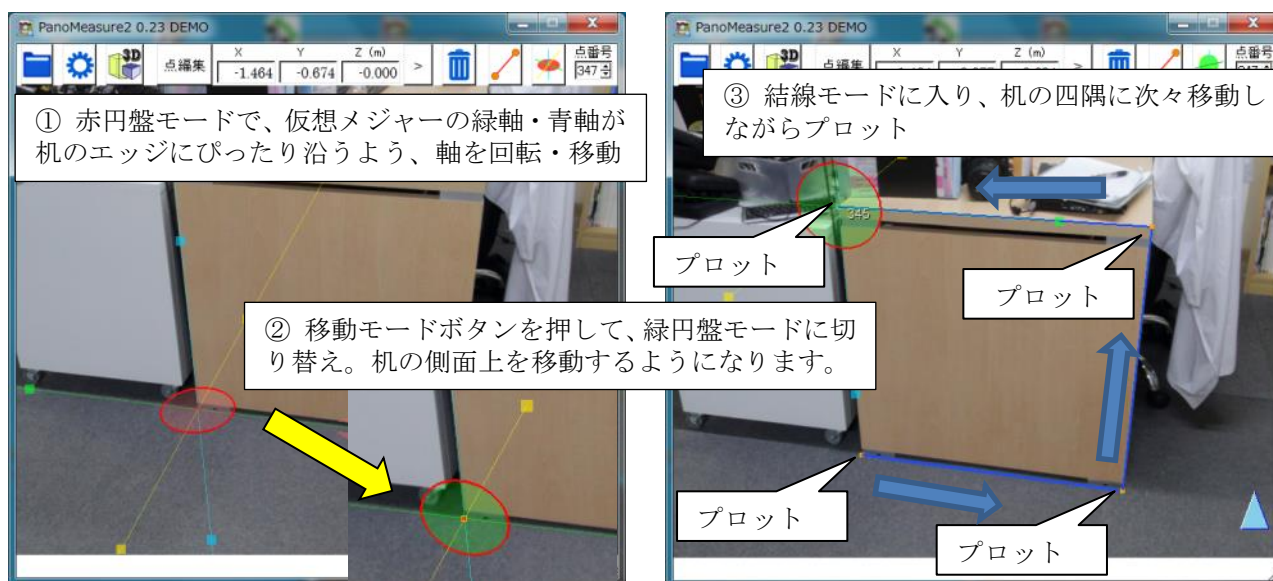 PanoMeasure2 0.23 DEMO
点編集
X Y Z (m)
-1.464 -0.674 -0.000
>
3D
点番号
347
① 赤円盤モードで、仮想メジャーの緑軸・青軸が
机のエッジにぴったり沿うよう、軸を回転・移動
② 移動モードボタンを押して、緑円盤モードに切
り替え。机の側面上を移動するようになります。
PanoMeasure2 0.23 DEMO
3D
点編集
X Y Z (m)
>
点番号
③ 結線モードに入り、机の四隅に次々移動し
ながらプロット
プロット
プロット
プロット
プロット